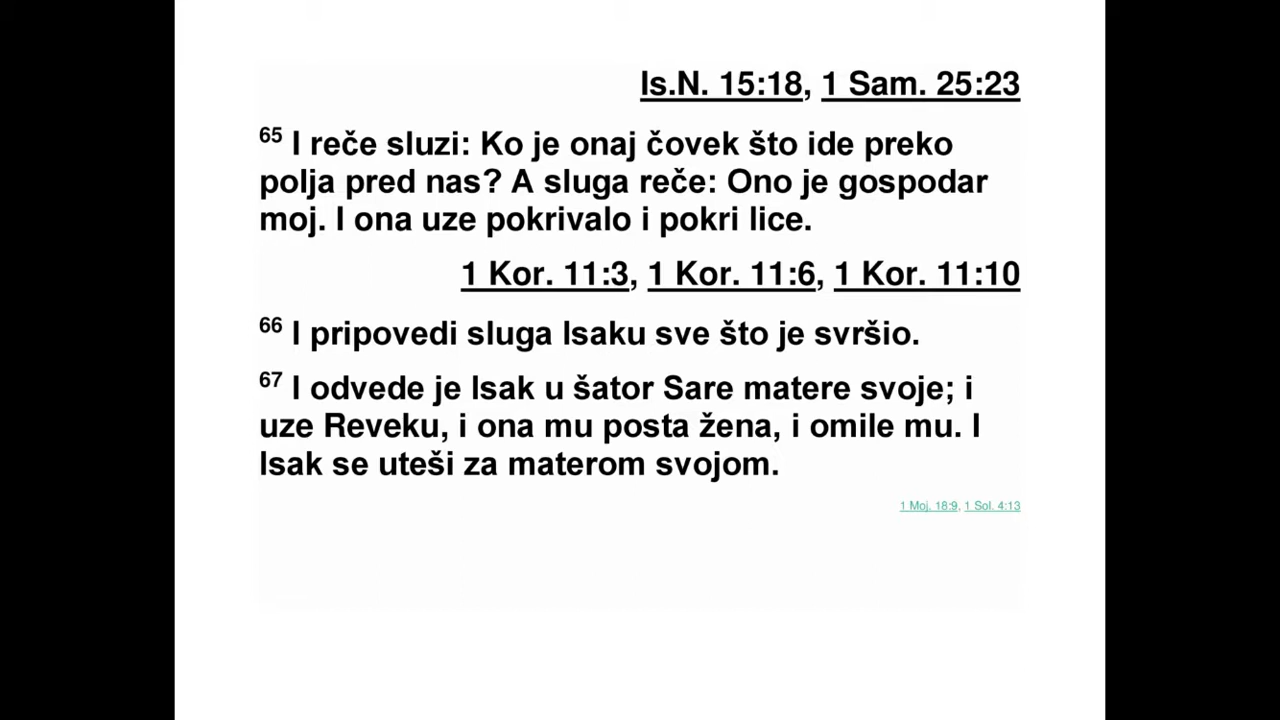 Is.N. 15:18, 1 Sam. 25:23
65 I reče sluzi: Ko je onaj čovek što ide preko
polja pred nas? A sluga reče: Ono je gospodar
moj. I ona uze pokrivalo i pokri lice.
1 Kor. 11:3, 1 Kor. 11:6, 1 Kor. 11:10
66 I pripovedi sluga Isaku sve što je svršio.
67 I odvede je Isak u šator Sare matere svoje; i
uze Reveku, i ona mu posta žena, i omile mu. I
Isak se uteši za materom svojom.
1 Moj. 18:9, 1 Sol. 4:13